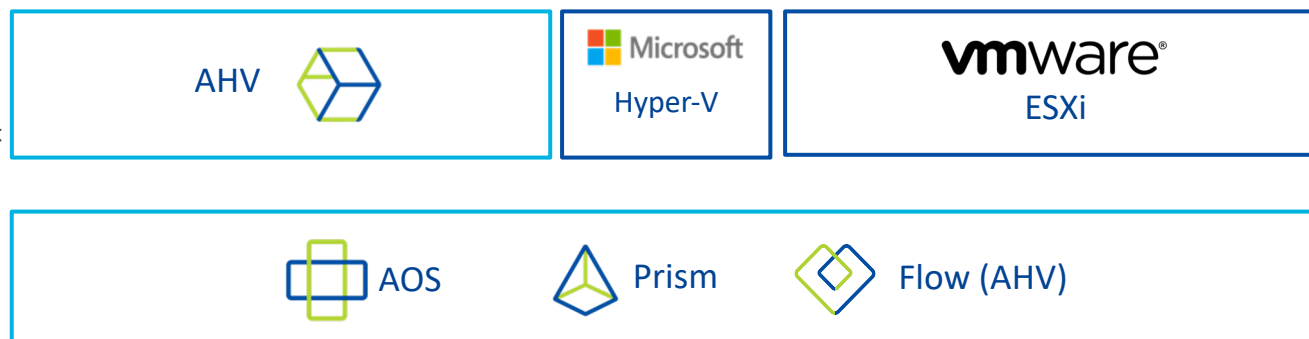 AHV
Microsoft
Hyper-V
vmware®
ESXi
AOS
Prism
Flow (AHV)